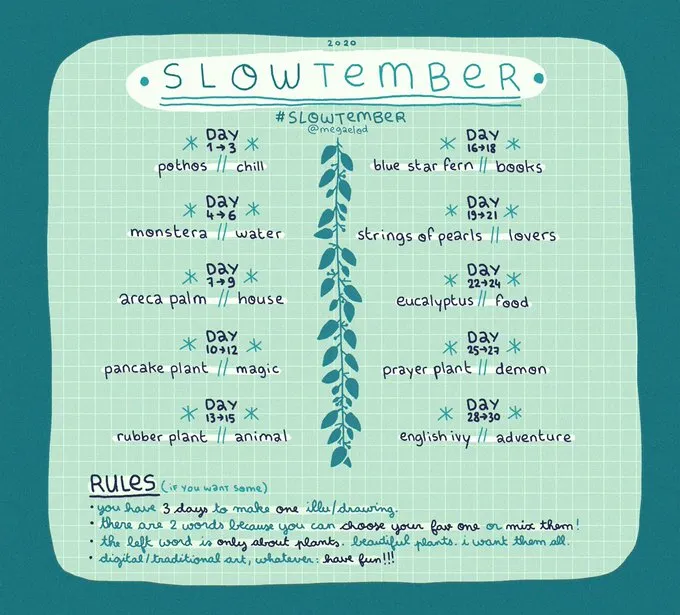 2020
SLOWTEMBER
#SLOWTEMBER
@megaelod
Day
1→3
pothos // chill
Day
4→6
monstera // water
Day
7→9
areca palm // house
Day
10→12
pancake plant // magic
Day
13→15
rubber plant // animal
Day
16→18
blue star fern // books
Day
19→21
strings of pearls // lovers
Day
22→24
eucalyptus // food
Day
25→27
prayer plant // demon
Day
28→30
english ivy // adventure
RULES (if you want some)
• you have 3 days to make one illu/drawing.
• there are 2 words because you can choose your fav one or mix them!
• the left word is only about plants. beautiful plants. i want them all.
• digital/traditional art, whatever: have fun!!!